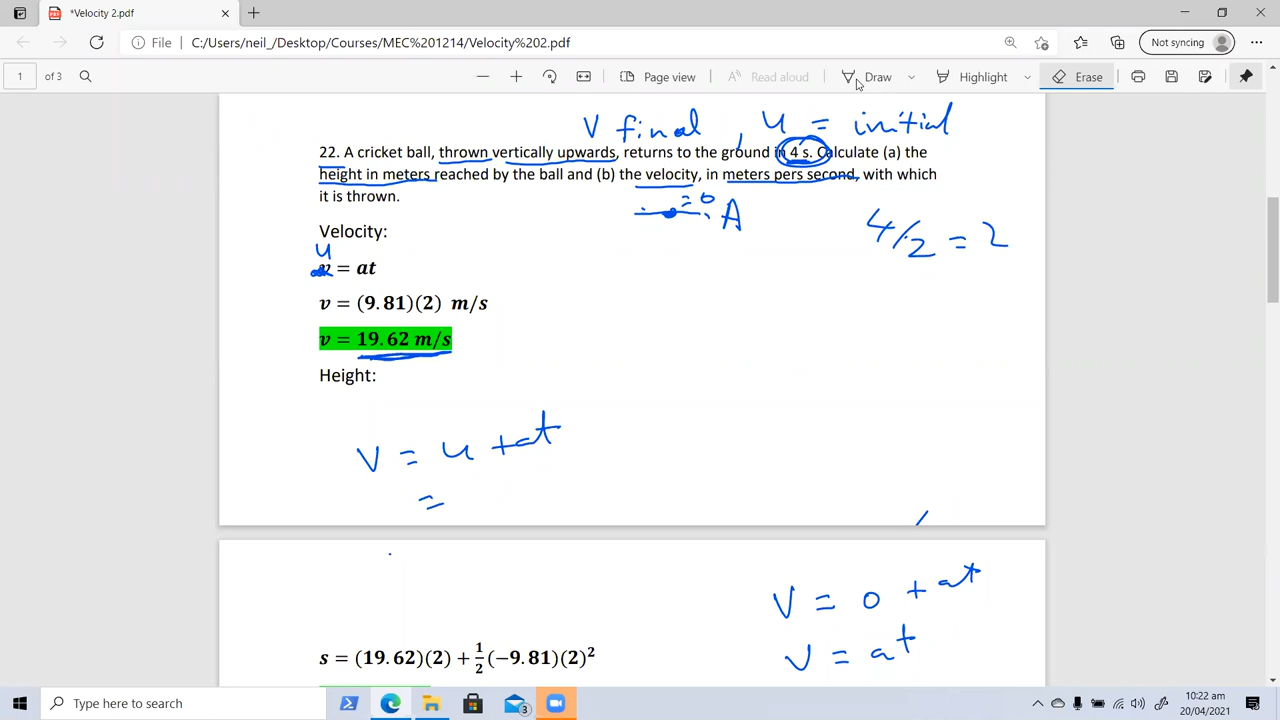 *Velocity 2.pdf
File C:/Users/neil_/Desktop/Courses/MEC%201214/Velocity%202.pdf Not syncing
1 of 3 Page view Read aloud Draw Highlight Erase
V final , u = initial
22. A cricket ball, thrown vertically upwards, returns to the ground in 4 s. Calculate (a) the
height in meters reached by the ball and (b) the velocity, in meters pers second, with which
it is thrown.
= 0
A
4/2 = 2
Velocity:
u
v = at
v = (9.81)(2) m/s
v = 19.62 m/s
Height:
V = u + at
=
V = 0 + at
V = at
s = (19.62)(2) + 1/2 (−9.81)(2)²
Type here to search
3
10:22 am
20/04/2021